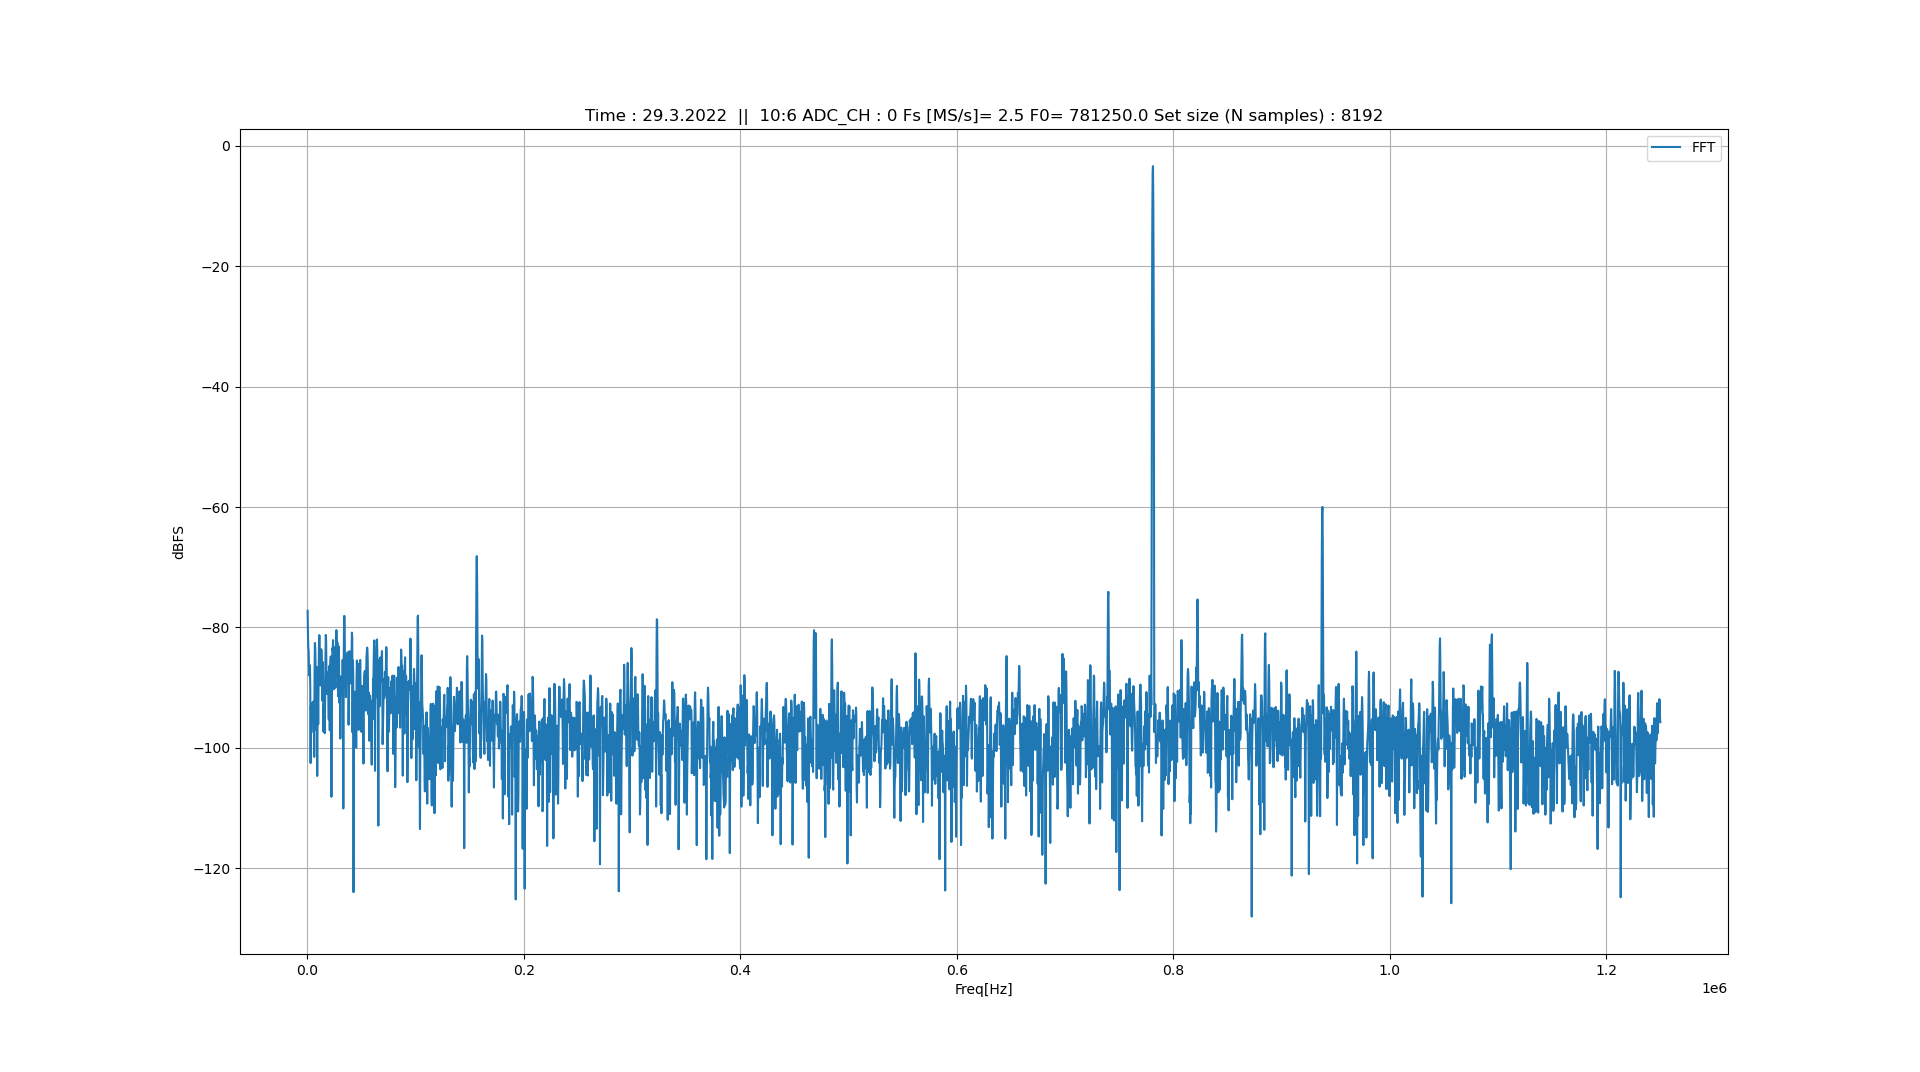 Time : 29.3.2022  ||  10:6 ADC_CH : 0 Fs [MS/s]= 2.5 F0= 781250.0 Set size (N samples) : 8192
FFT
0
−20
−40
−60
−80
−100
−120
dBFS
0.0 0.2 0.4 0.6 0.8 1.0 1.2
Freq[Hz]
1e6